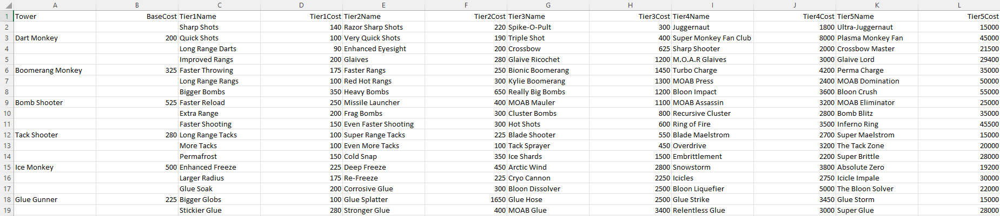 A B C D E F G H I J K L
1 Tower BaseCost Tier1Name Tier1Cost Tier2Name Tier2Cost Tier3Name Tier3Cost Tier4Name Tier4Cost Tier5Name Tier5Cost
2 Sharp Shots 140 Razor Sharp Shots 220 Spike-O-Pult 300 Juggernaut 1800 Ultra-Juggernaut 15000
3 Dart Monkey 200 Quick Shots 100 Very Quick Shots 190 Triple Shot 400 Super Monkey Fan Club 8000 Plasma Monkey Fan 45000
4 Long Range Darts 90 Enhanced Eyesight 200 Crossbow 625 Sharp Shooter 2000 Crossbow Master 21500
5 Improved Rangs 200 Glaives 280 Glaive Ricochet 1200 M.O.A.R Glaives 3000 Glaive Lord 29400
6 Boomerang Monkey 325 Faster Throwing 175 Faster Rangs 250 Bionic Boomerang 1450 Turbo Charge 4200 Perma Charge 35000
7 Long Range Rangs 100 Red Hot Rangs 300 Kylie Boomerang 1300 MOAB Press 2400 MOAB Domination 50000
8 Bigger Bombs 350 Heavy Bombs 650 Really Big Bombs 1200 Bloon Impact 3600 Bloon Crush 55000
9 Bomb Shooter 525 Faster Reload 250 Missile Launcher 400 MOAB Mauler 1100 MOAB Assassin 3200 MOAB Eliminator 25000
10 Extra Range 200 Frag Bombs 300 Cluster Bombs 800 Recursive Cluster 2800 Bomb Blitz 35000
11 Faster Shooting 150 Even Faster Shooting 300 Hot Shots 600 Ring of Fire 3500 Inferno Ring 45500
12 Tack Shooter 280 Long Range Tacks 100 Super Range Tacks 225 Blade Shooter 550 Blade Maelstrom 2700 Super Maelstrom 15000
13 More Tacks 100 Even More Tacks 100 Tack Sprayer 450 Overdrive 3200 The Tack Zone 20000
14 Permafrost 150 Cold Snap 350 Ice Shards 1500 Embrittlement 2200 Super Brittle 28000
15 Ice Monkey 500 Enhanced Freeze 225 Deep Freeze 450 Arctic Wind 2800 Snowstorm 3800 Absolute Zero 19200
16 Larger Radius 175 Re-Freeze 225 Cryo Cannon 2250 Icicles 2750 Icicle Impale 30000
17 Glue Soak 200 Corrosive Glue 300 Bloon Dissolver 2500 Bloon Liquefier 5000 The Bloon Solver 22000
18 Glue Gunner 225 Bigger Globs 100 Glue Splatter 1650 Glue Hose 2500 Glue Strike 3450 Glue Storm 15000
19 Stickier Glue 280 Stronger Glue 400 MOAB Glue 3400 Relentless Glue 3000 Super Glue 28000